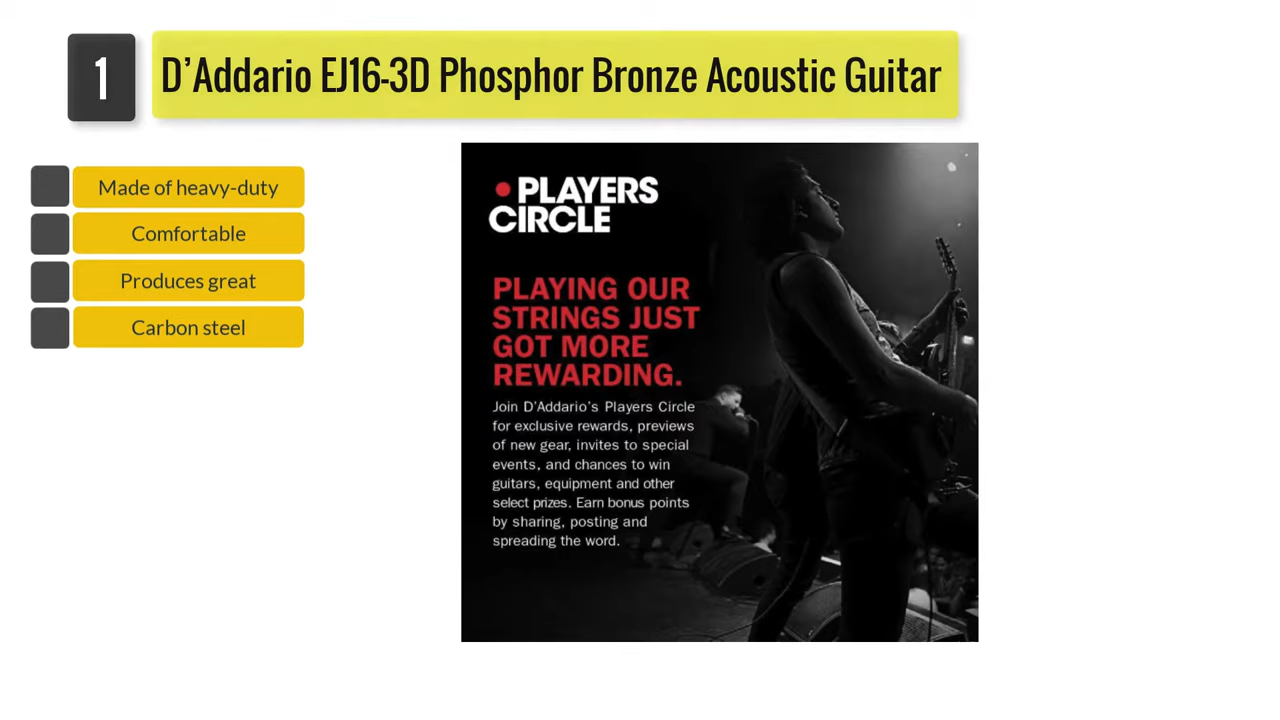 1
D’Addario EJ16-3D Phosphor Bronze Acoustic Guitar
Made of heavy-duty
Comfortable
Produces great
Carbon steel
PLAYERS
CIRCLE
PLAYING OUR
STRINGS JUST
GOT MORE
REWARDING.
Join D’Addario’s Players Circle
for exclusive rewards, previews
of new gear, invites to special
events, and chances to win
guitars, equipment and other
select prizes. Earn bonus points
by sharing, posting and
spreading the word.